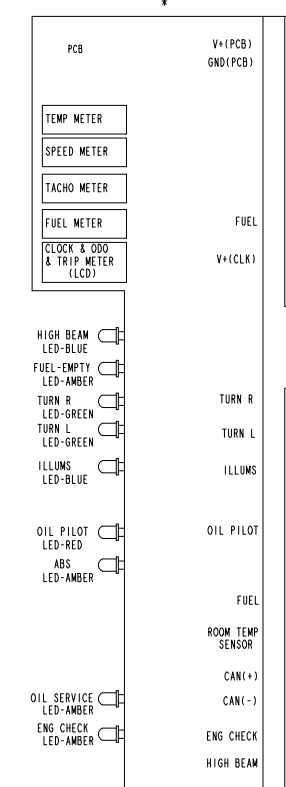 *
PCB
V+(PCB)
GND(PCB)
TEMP METER
SPEED METER
TACHO METER
FUEL METER
FUEL
CLOCK & ODO
& TRIP METER
(LCD)
V+(CLK)
HIGH BEAM
LED-BLUE
FUEL-EMPTY
LED-AMBER
TURN R
LED-GREEN
TURN R
TURN L
LED-GREEN
TURN L
ILLUMS
LED-BLUE
ILLUMS
OIL PILOT
LED-RED
OIL PILOT
ABS
LED-AMBER
FUEL
ROOM TEMP
SENSOR
CAN(+)
OIL SERVICE
LED-AMBER
CAN(-)
ENG CHECK
LED-AMBER
ENG CHECK
HIGH BEAM